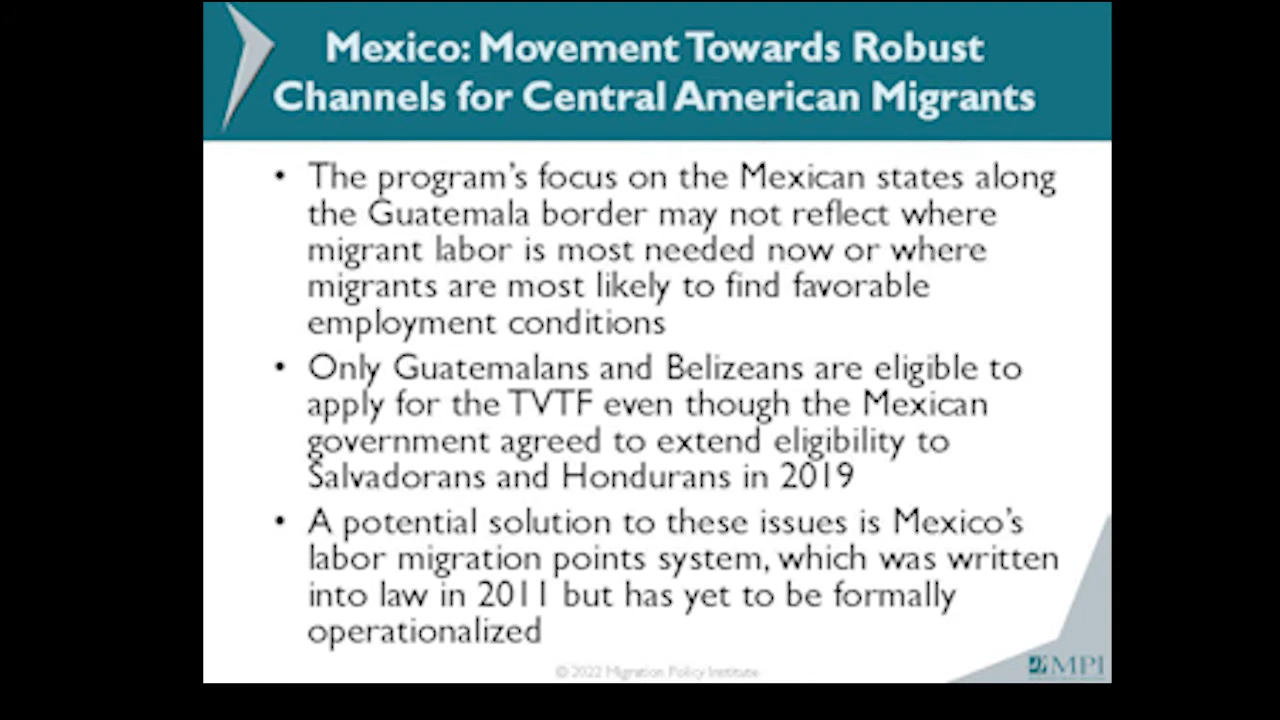 Mexico: Movement Towards Robust
Channels for Central American Migrants
• The program's focus on the Mexican states along
the Guatemala border may not reflect where
migrant labor is most needed now or where
migrants are most likely to find favorable
employment conditions
• Only Guatemalans and Belizeans are eligible to
apply for the TVTF even though the Mexican
government agreed to extend eligibility to
Salvadorans and Hondurans in 2019
• A potential solution to these issues is Mexico's
labor migration points system, which was written
into law in 2011 but has yet to be formally
operationalized
© 2022 Migration Policy Institute
MPI